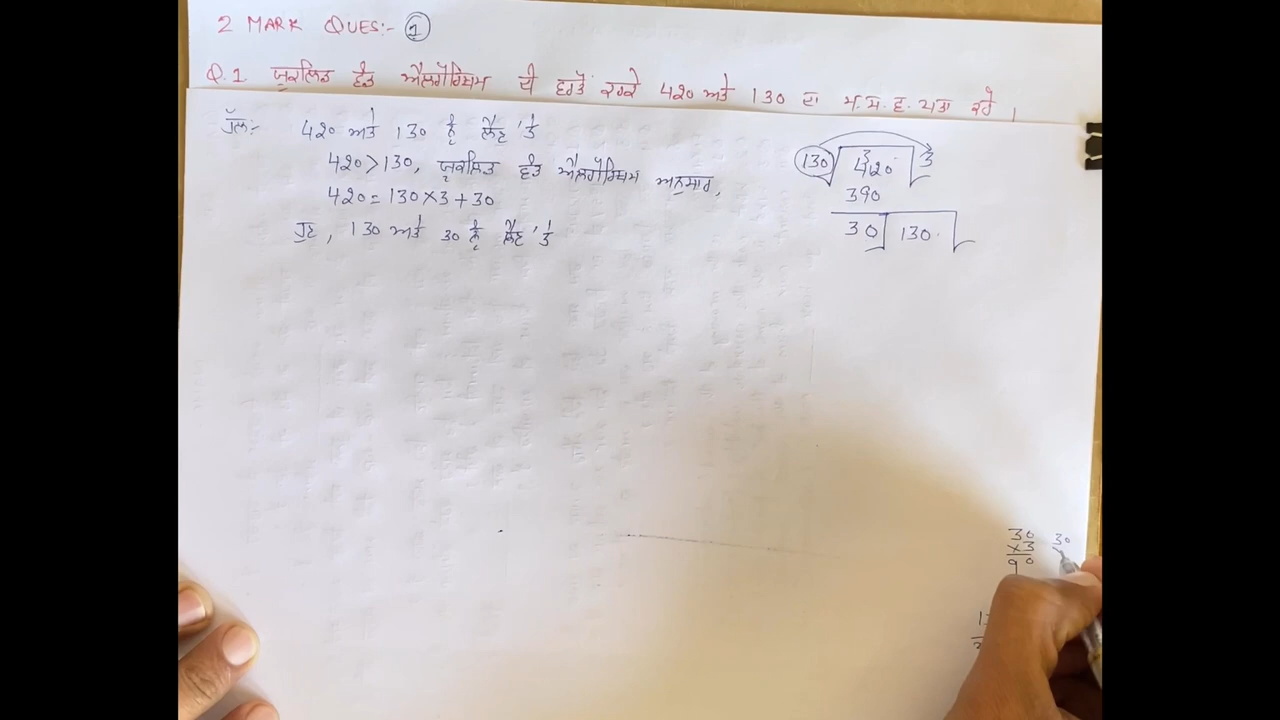 2 MARK QUES:- 1
Q.1 ਯੂਕਲਿਡ ਵੰਡ ਐਲਗੋਰਿਥਮ ਦੀ ਵਰਤੋਂ ਕਰਕੇ 420 ਅਤੇ 130 ਦਾ ਮ.ਸ.ਵ. ਪਤਾ ਕਰੋ ।
ਹੱਲ:- 420 ਅਤੇ 130 ਨੂੰ ਲੈਣ 'ਤੇ
420>130, ਯੂਕਲਿਡ ਵੰਡ ਐਲਗੋਰਿਥਮ ਅਨੁਸਾਰ,
420=130×3+30
ਹੁਣ, 130 ਅਤੇ 30 ਨੂੰ ਲੈਣ 'ਤੇ
130 420 3
390
30 130
30
×3
90
30